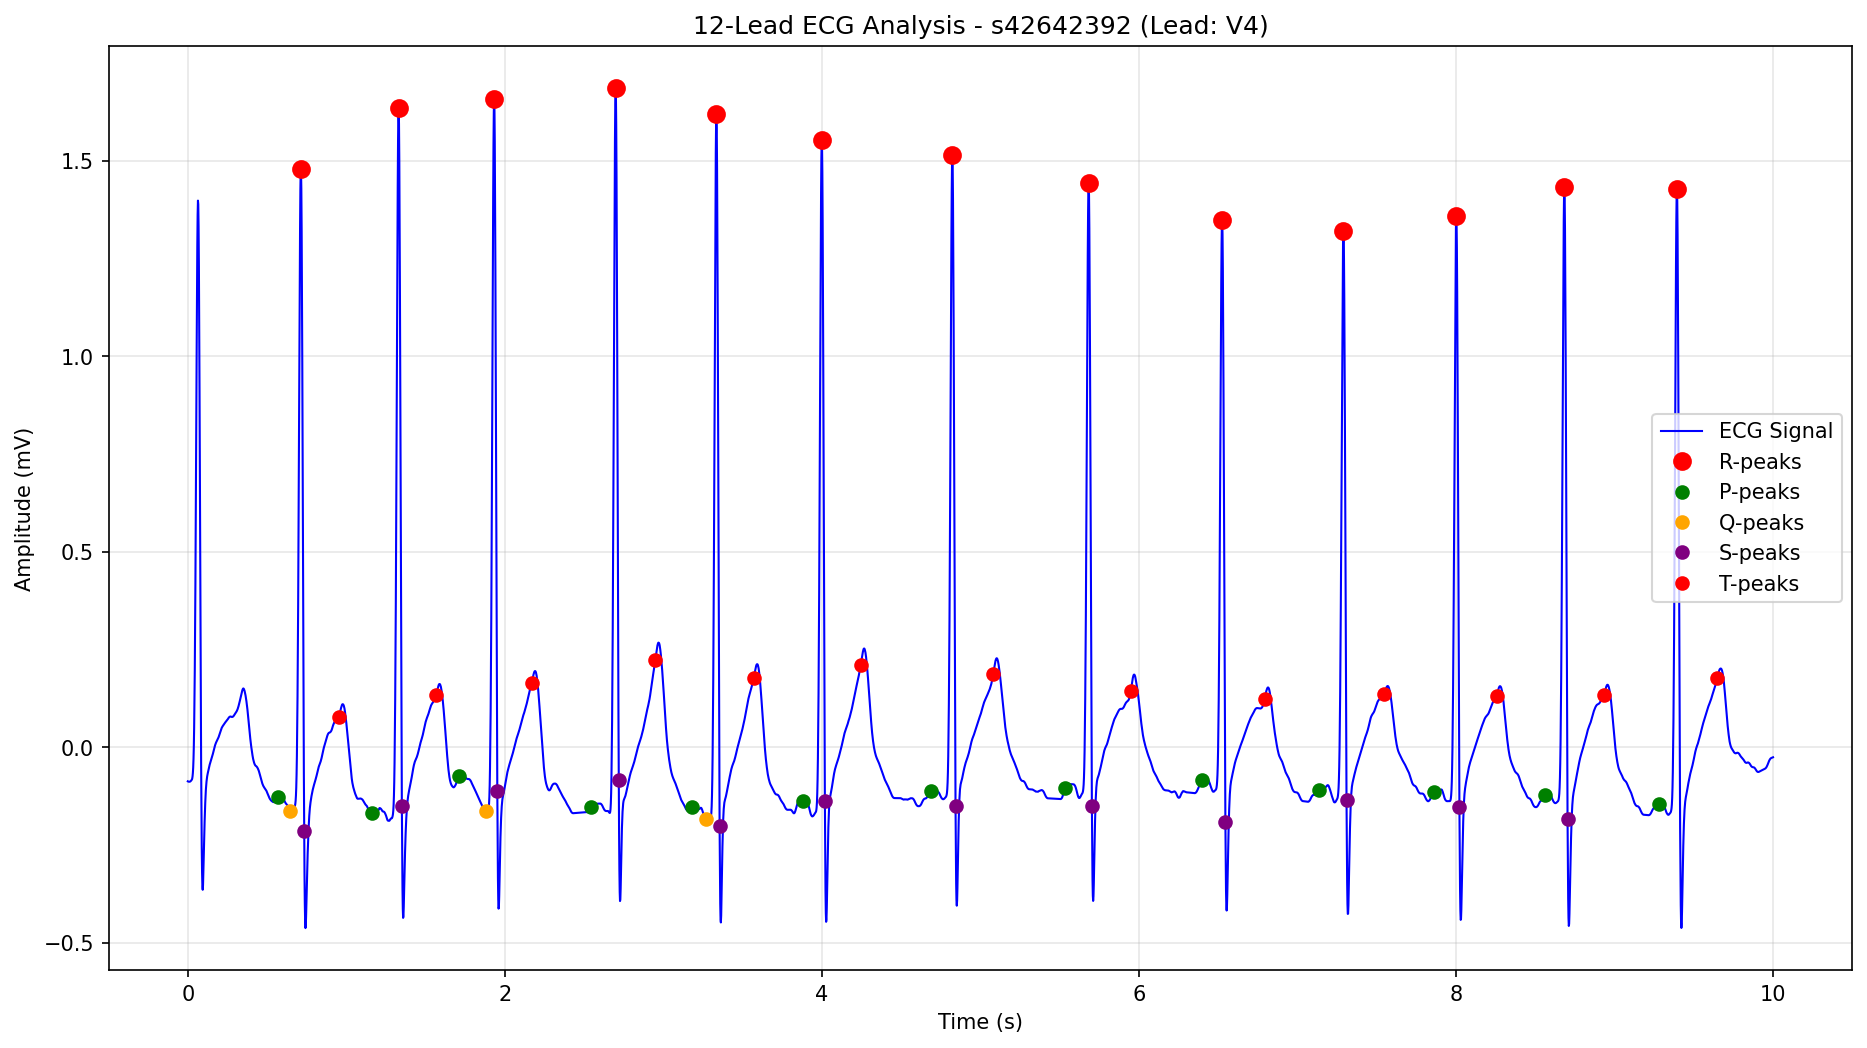 12-Lead ECG Analysis - s42642392 (Lead: V4)
Amplitude (mV)
1.5
1.0
0.5
0.0
−0.5
0
2
4
6
8
10
Time (s)
ECG Signal
R-peaks
P-peaks
Q-peaks
S-peaks
T-peaks